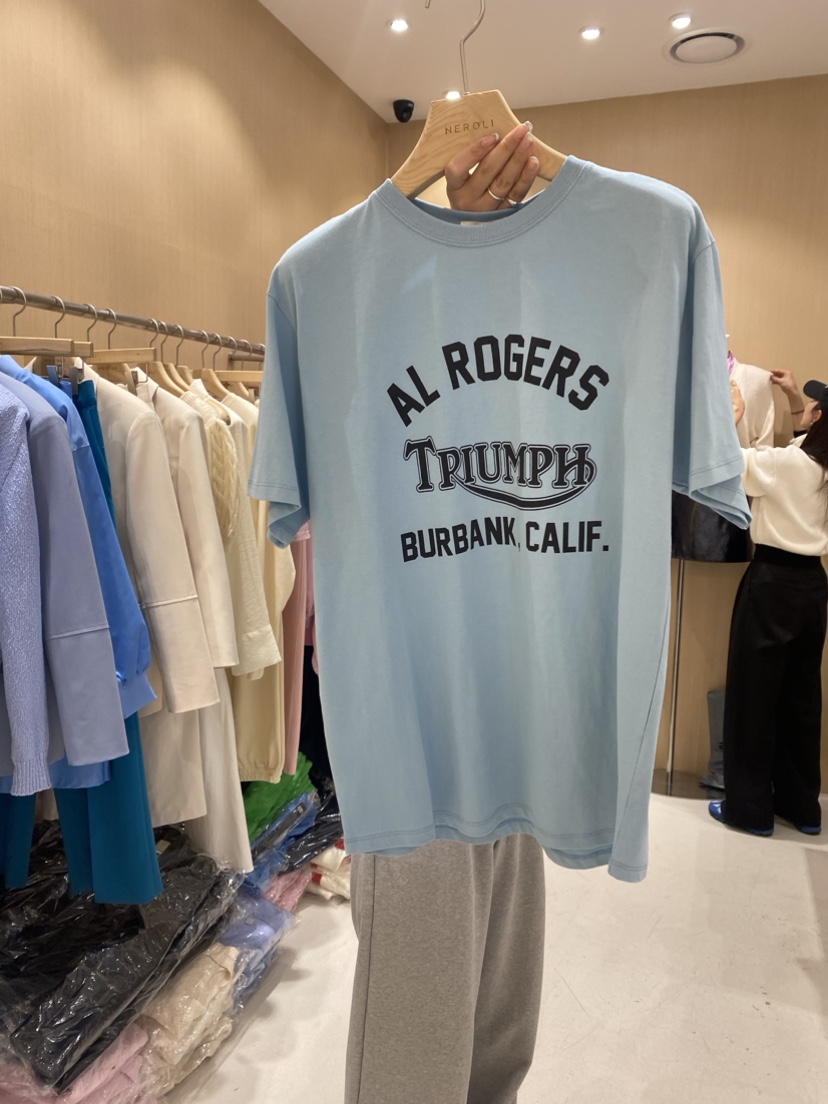 NEROLI
AL ROGERS
TRIUMPH
BURBANK, CALIF.